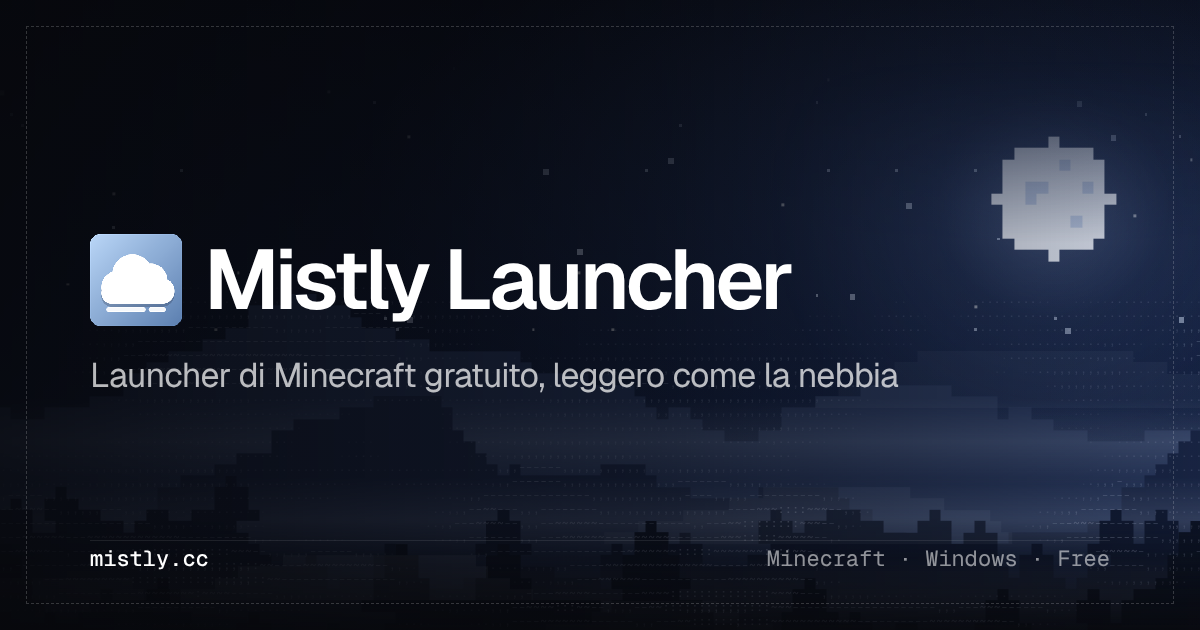 Mistly Launcher
Launcher di Minecraft gratuito, leggero come la nebbia
mistly.cc
Minecraft · Windows · Free